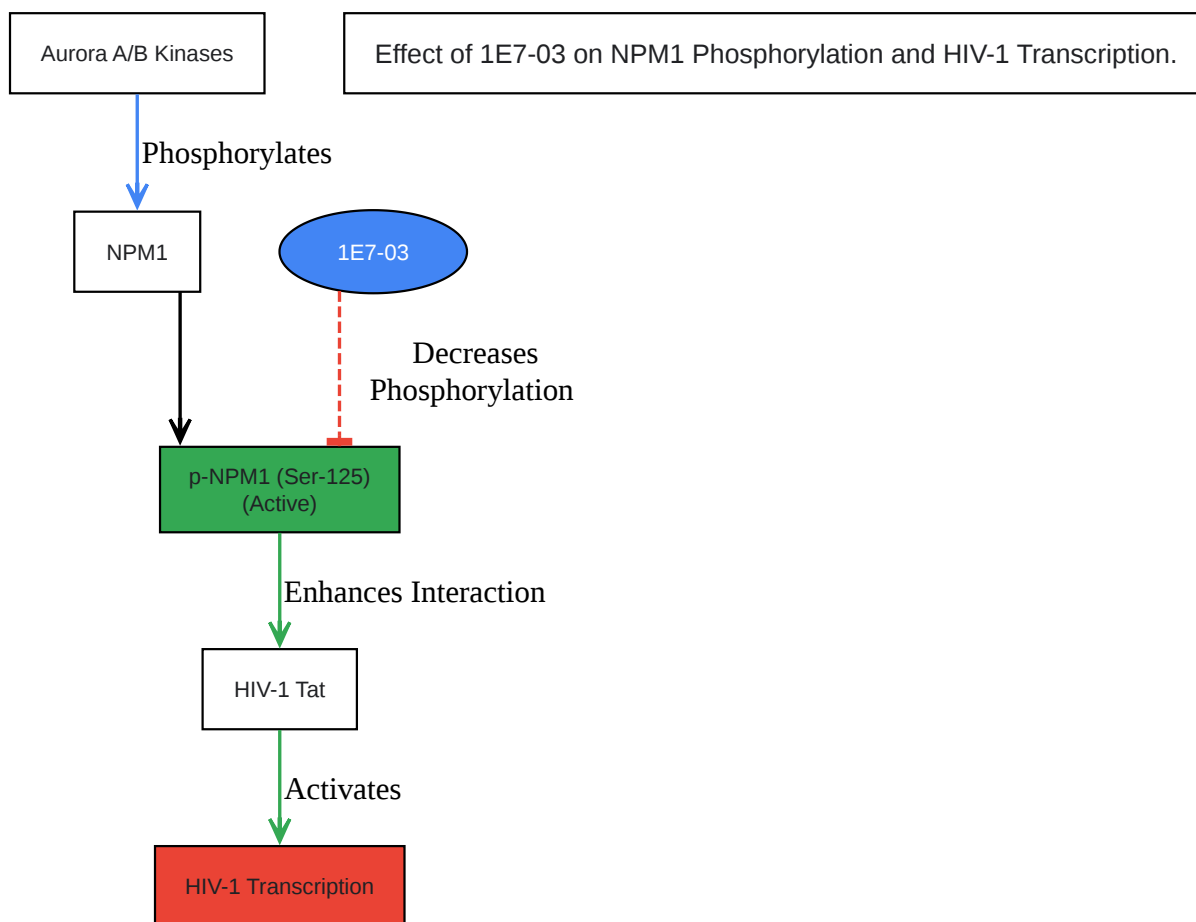 Aurora A/B Kinases
Effect of 1E7-03 on NPM1 Phosphorylation and HIV-1 Transcription.
Phosphorylates
NPM1
1E7-03
Decreases
Phosphorylation
p-NPM1 (Ser-125)
(Active)
Enhances Interaction
HIV-1 Tat
Activates
HIV-1 Transcription